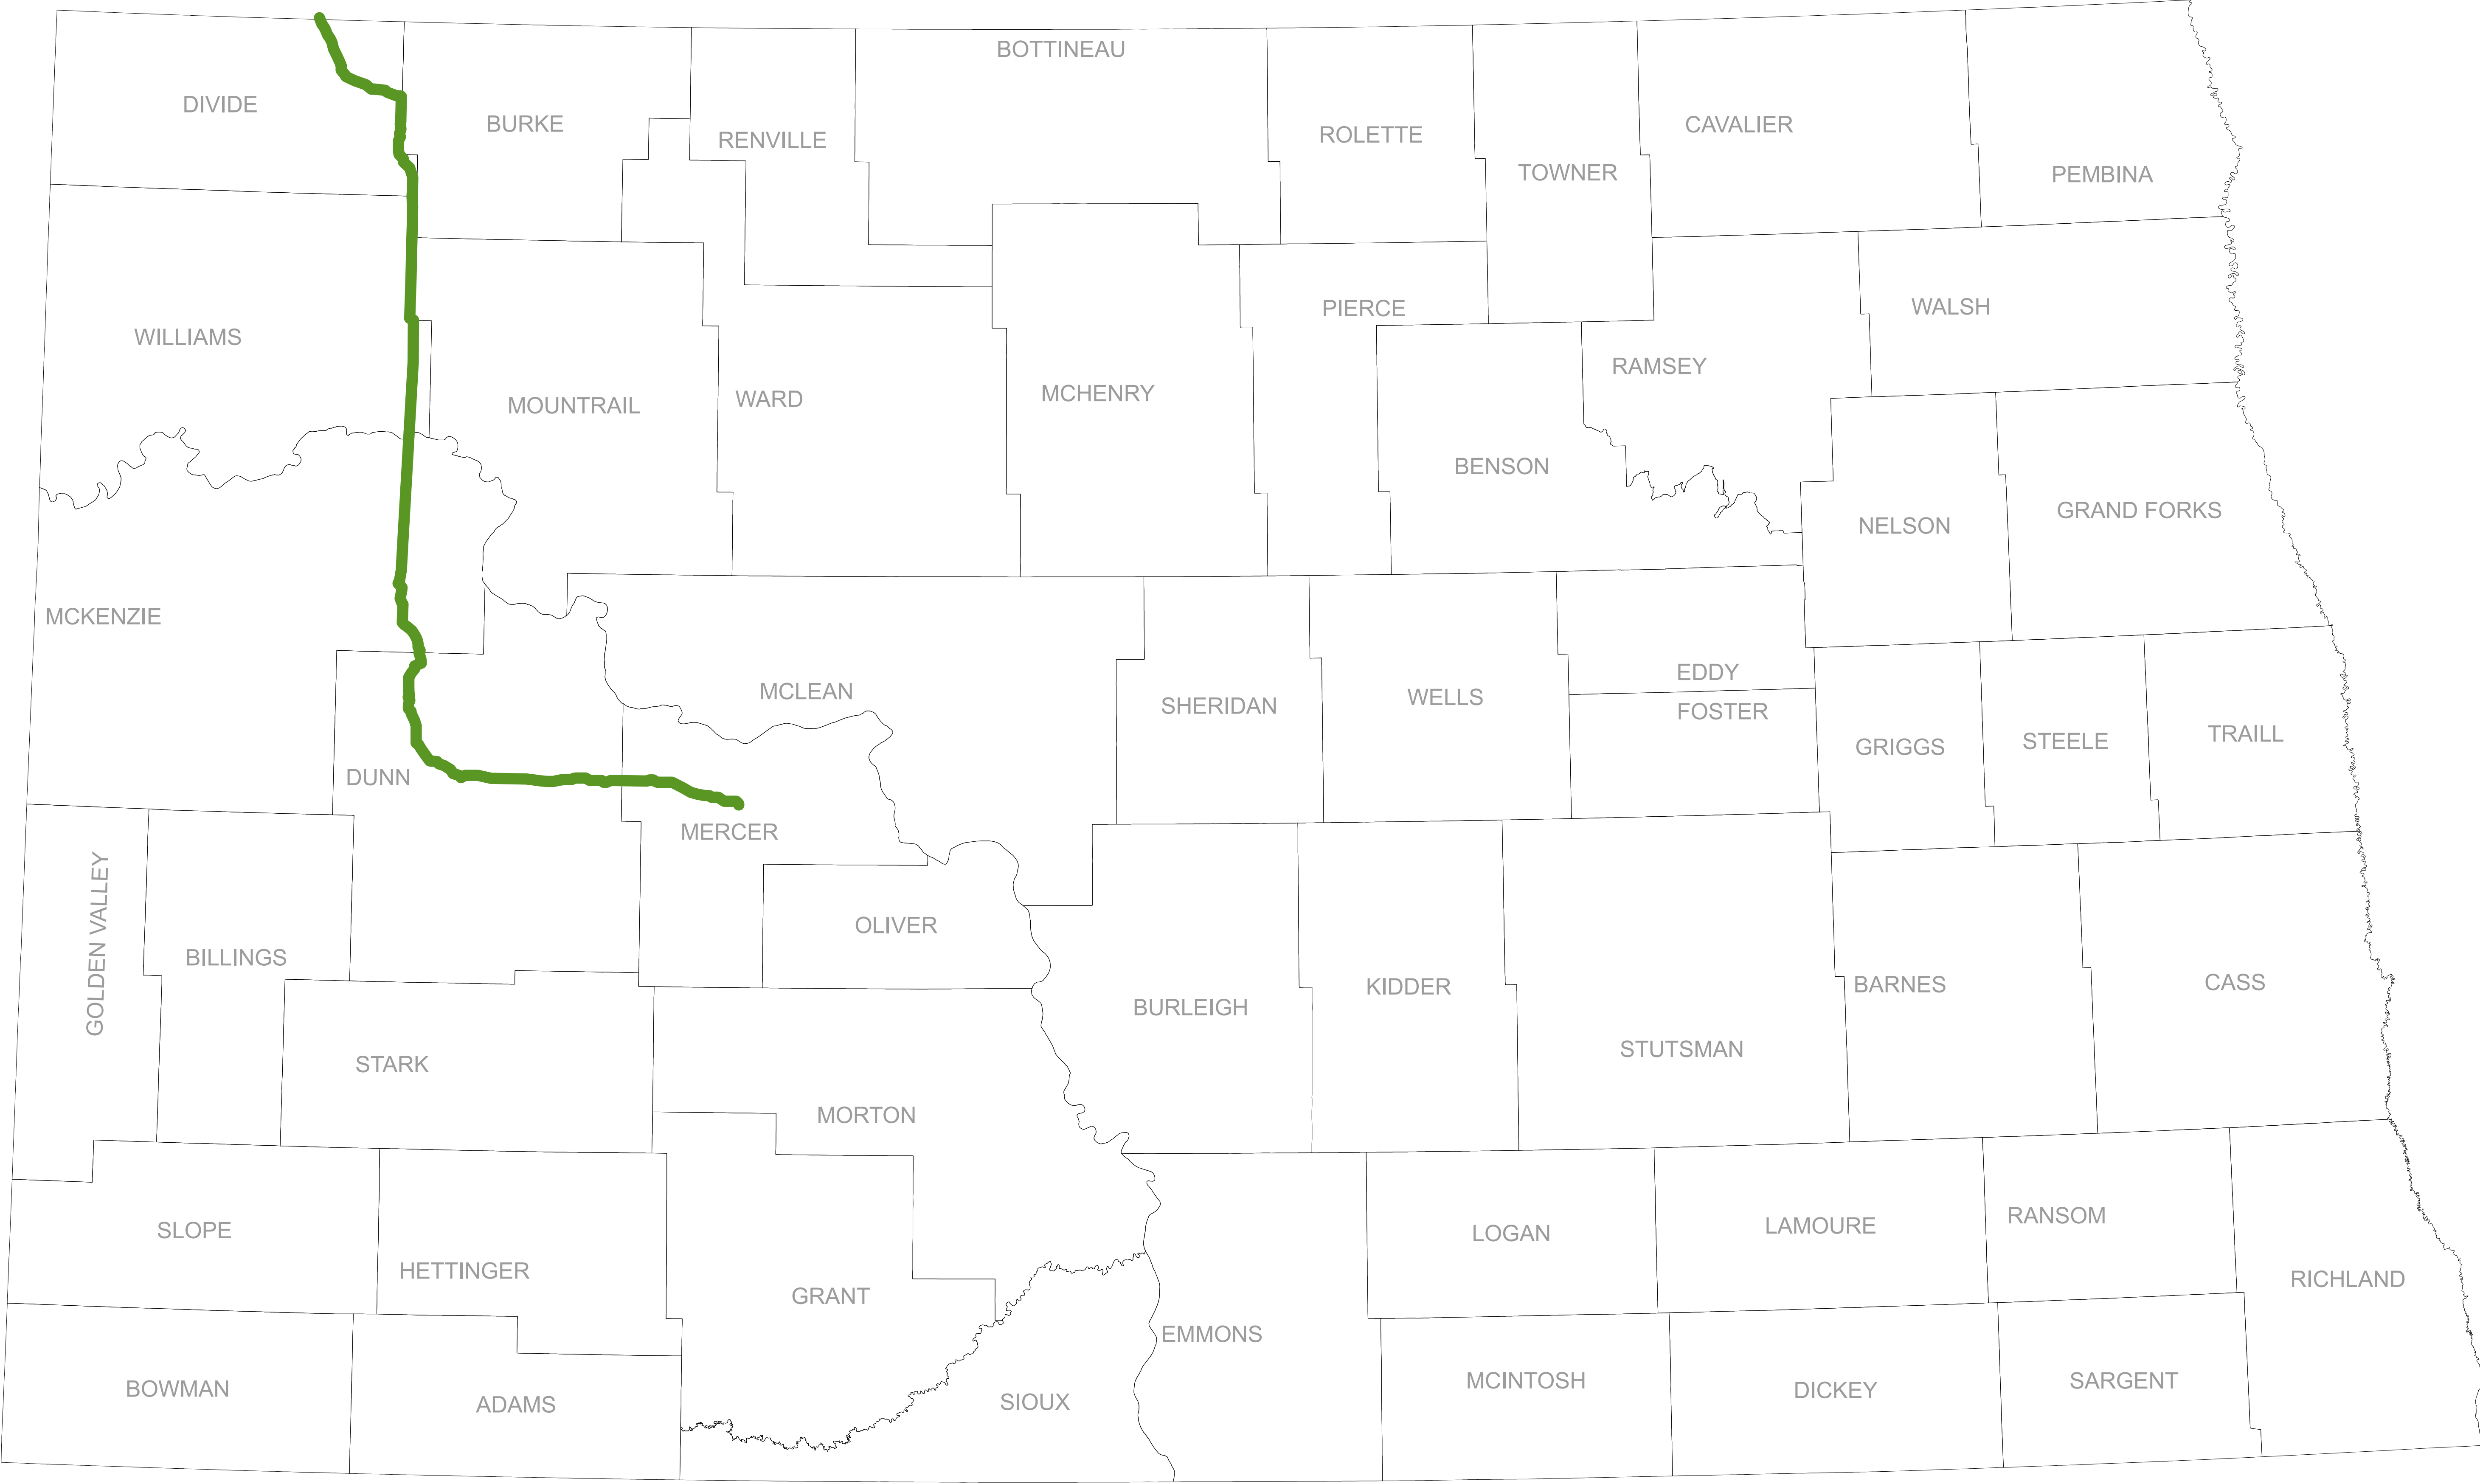 BOTTINEAU
DIVIDE
BURKE
RENVILLE
ROLETTE
CAVALIER
TOWNER
PEMBINA
WILLIAMS
PIERCE
WALSH
RAMSEY
MOUNTRAIL
WARD
MCHENRY
BENSON
NELSON
GRAND FORKS
MCKENZIE
MCLEAN
SHERIDAN
WELLS
EDDY
FOSTER
GRIGGS
STEELE
TRAILL
DUNN
MERCER
GOLDEN VALLEY
BILLINGS
OLIVER
BURLEIGH
KIDDER
STUTSMAN
BARNES
CASS
STARK
MORTON
SLOPE
HETTINGER
GRANT
LOGAN
LAMOURE
RANSOM
RICHLAND
EMMONS
BOWMAN
ADAMS
SIOUX
MCINTOSH
DICKEY
SARGENT